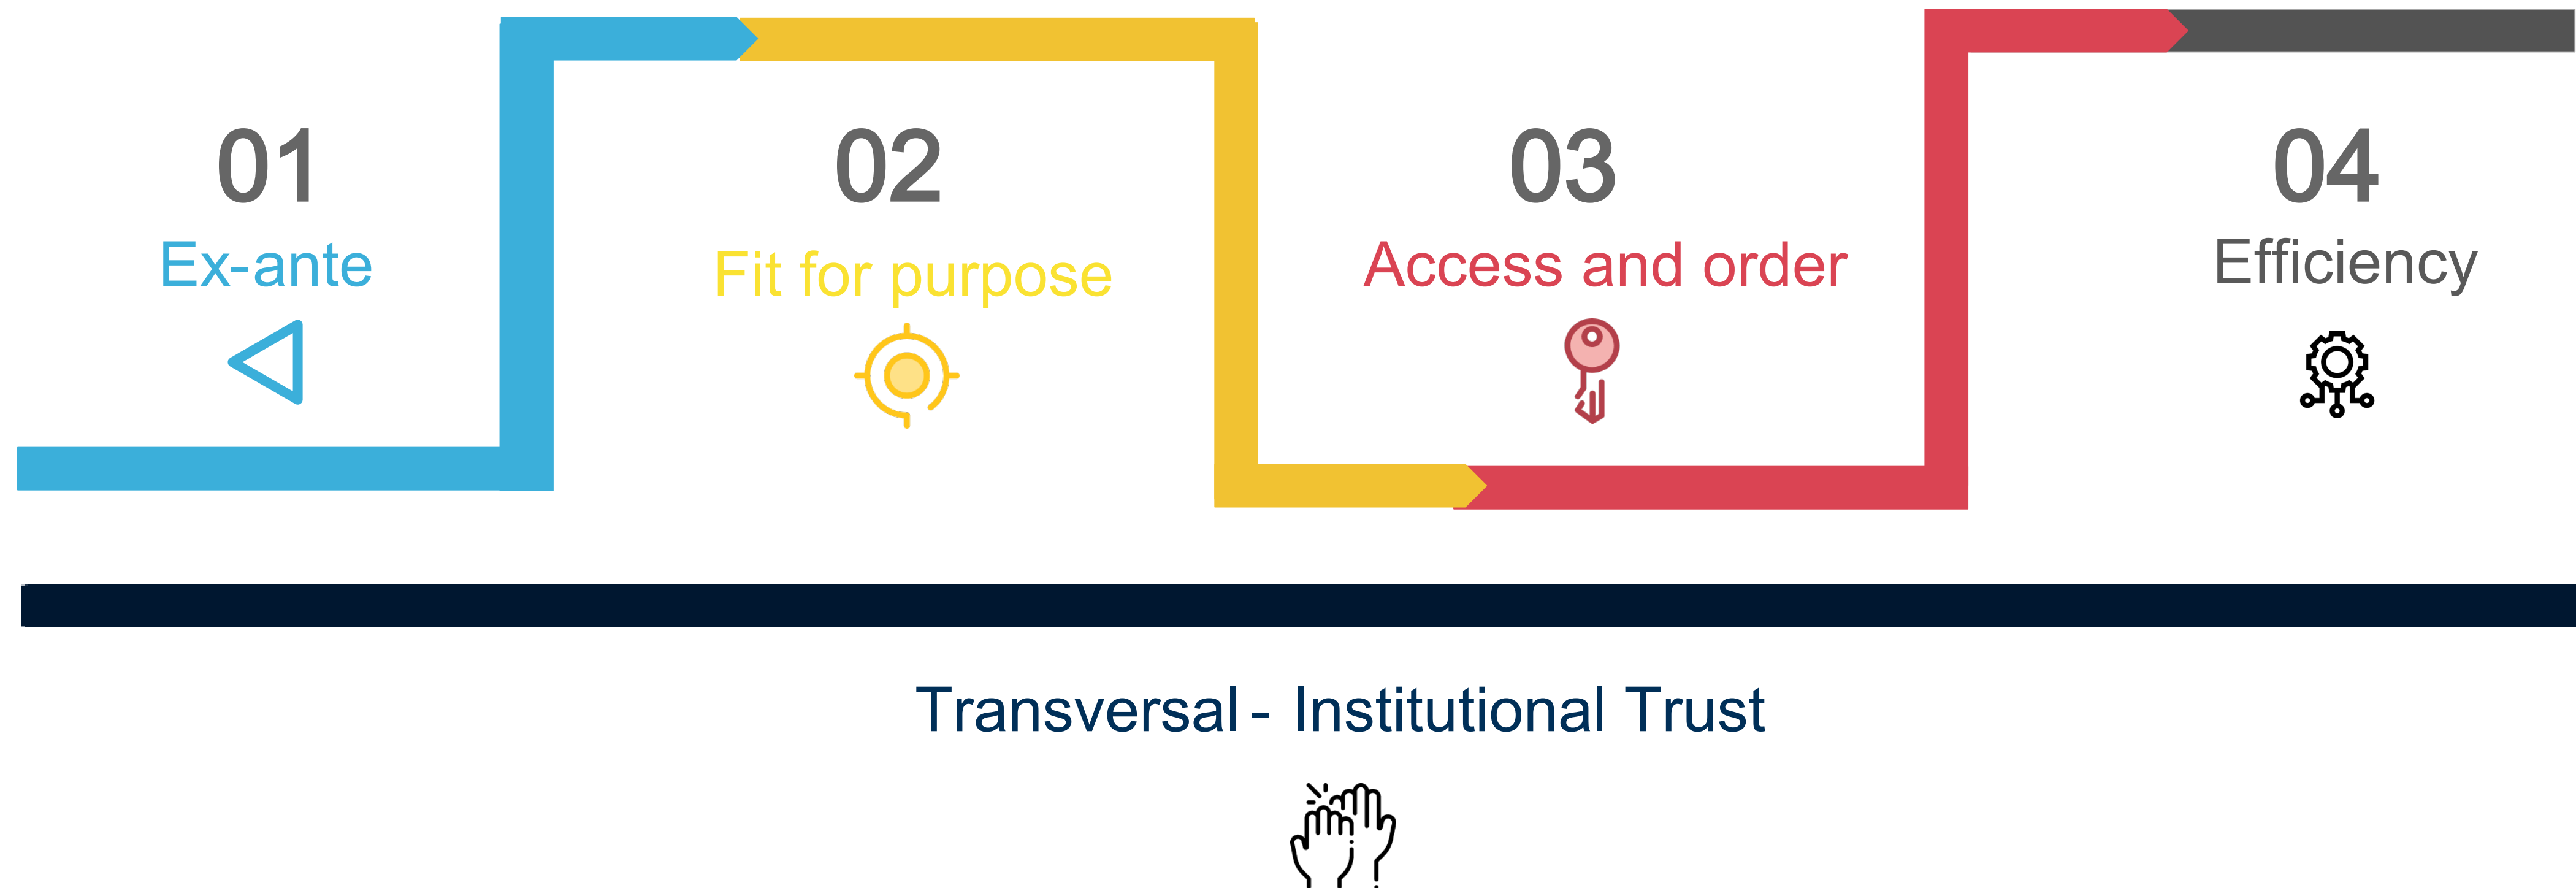 01
Ex-ante
02
Fit for purpose
03
Access and order
04
Efficiency
Transversal - Institutional Trust